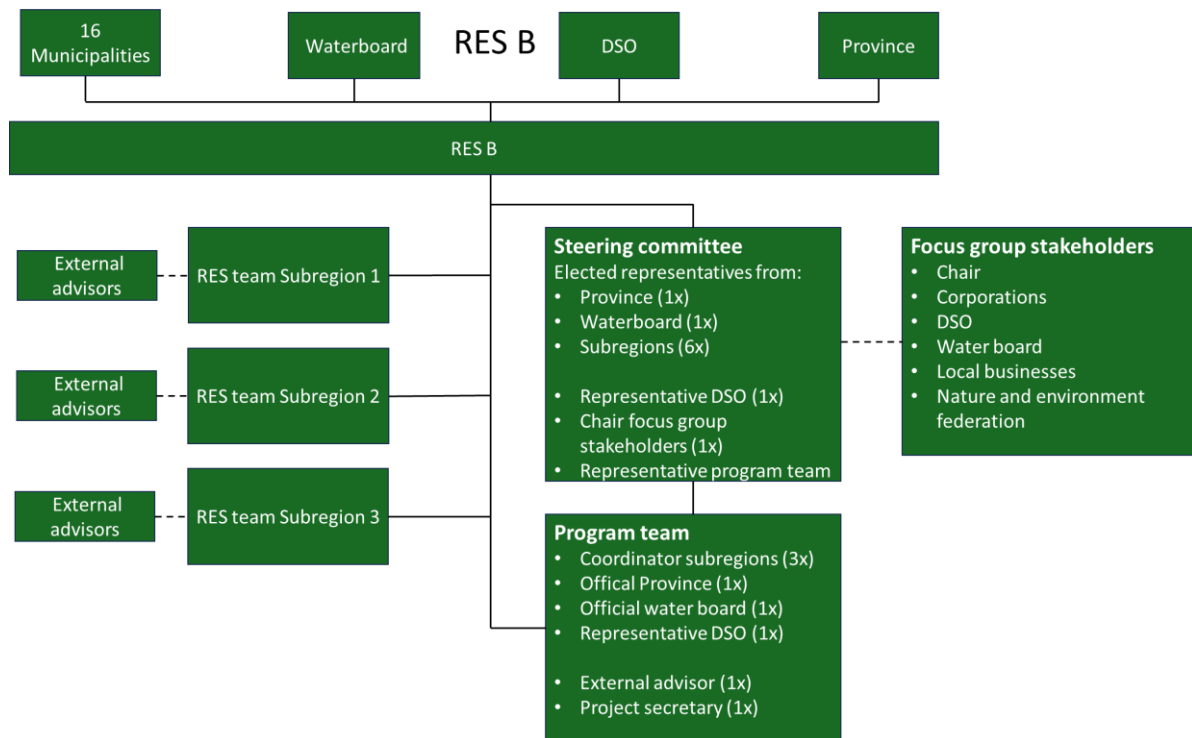 16
Municipalities
Waterboard
RES B
DSO
Province
RES B
External
advisors
RES team Subregion 1
External
advisors
RES team Subregion 2
External
advisors
RES team Subregion 3
Steering committee
Elected representatives from:
• Province (1x)
• Waterboard (1x)
• Subregions (6x)
• Representative DSO (1x)
• Chair focus group
stakeholders (1x)
• Representative program team
Focus group stakeholders
• Chair
• Corporations
• DSO
• Water board
• Local businesses
• Nature and environment
federation
Program team
• Coordinator subregions (3x)
• Offical Province (1x)
• Official water board (1x)
• Representative DSO (1x)
• External advisor (1x)
• Project secretary (1x)